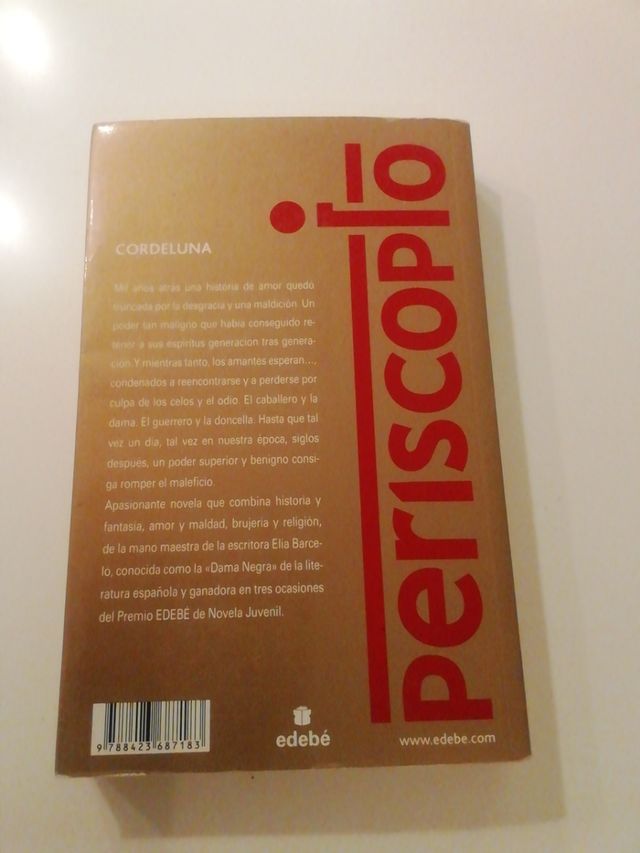 CORDELUNA
Mil años atrás una historia de amor quedó
truncada por la desgracia y una maldición. Un
poder tan maligno que había conseguido re-
tener a sus espíritus generación tras genera-
ción. Y mientras tanto, los amantes esperan...,
condenados a reencontrarse y a perderse por
culpa de los celos y el odio. El caballero y la
dama. El guerrero y la doncella. Hasta que tal
vez un día, tal vez en nuestra época, siglos
después, un poder superior y benigno consi-
ga romper el maleficio.
Apasionante novela que combina historia y
fantasía, amor y maldad, brujería y religión,
de la mano maestra de la escritora Elia Barce-
lo, conocida como la «Dama Negra» de la lite-
ratura española y ganadora en tres ocasiones
del Premio EDEBÉ de Novela Juvenil.
periscopio
9 788423 687183
edebé
www.edebe.com